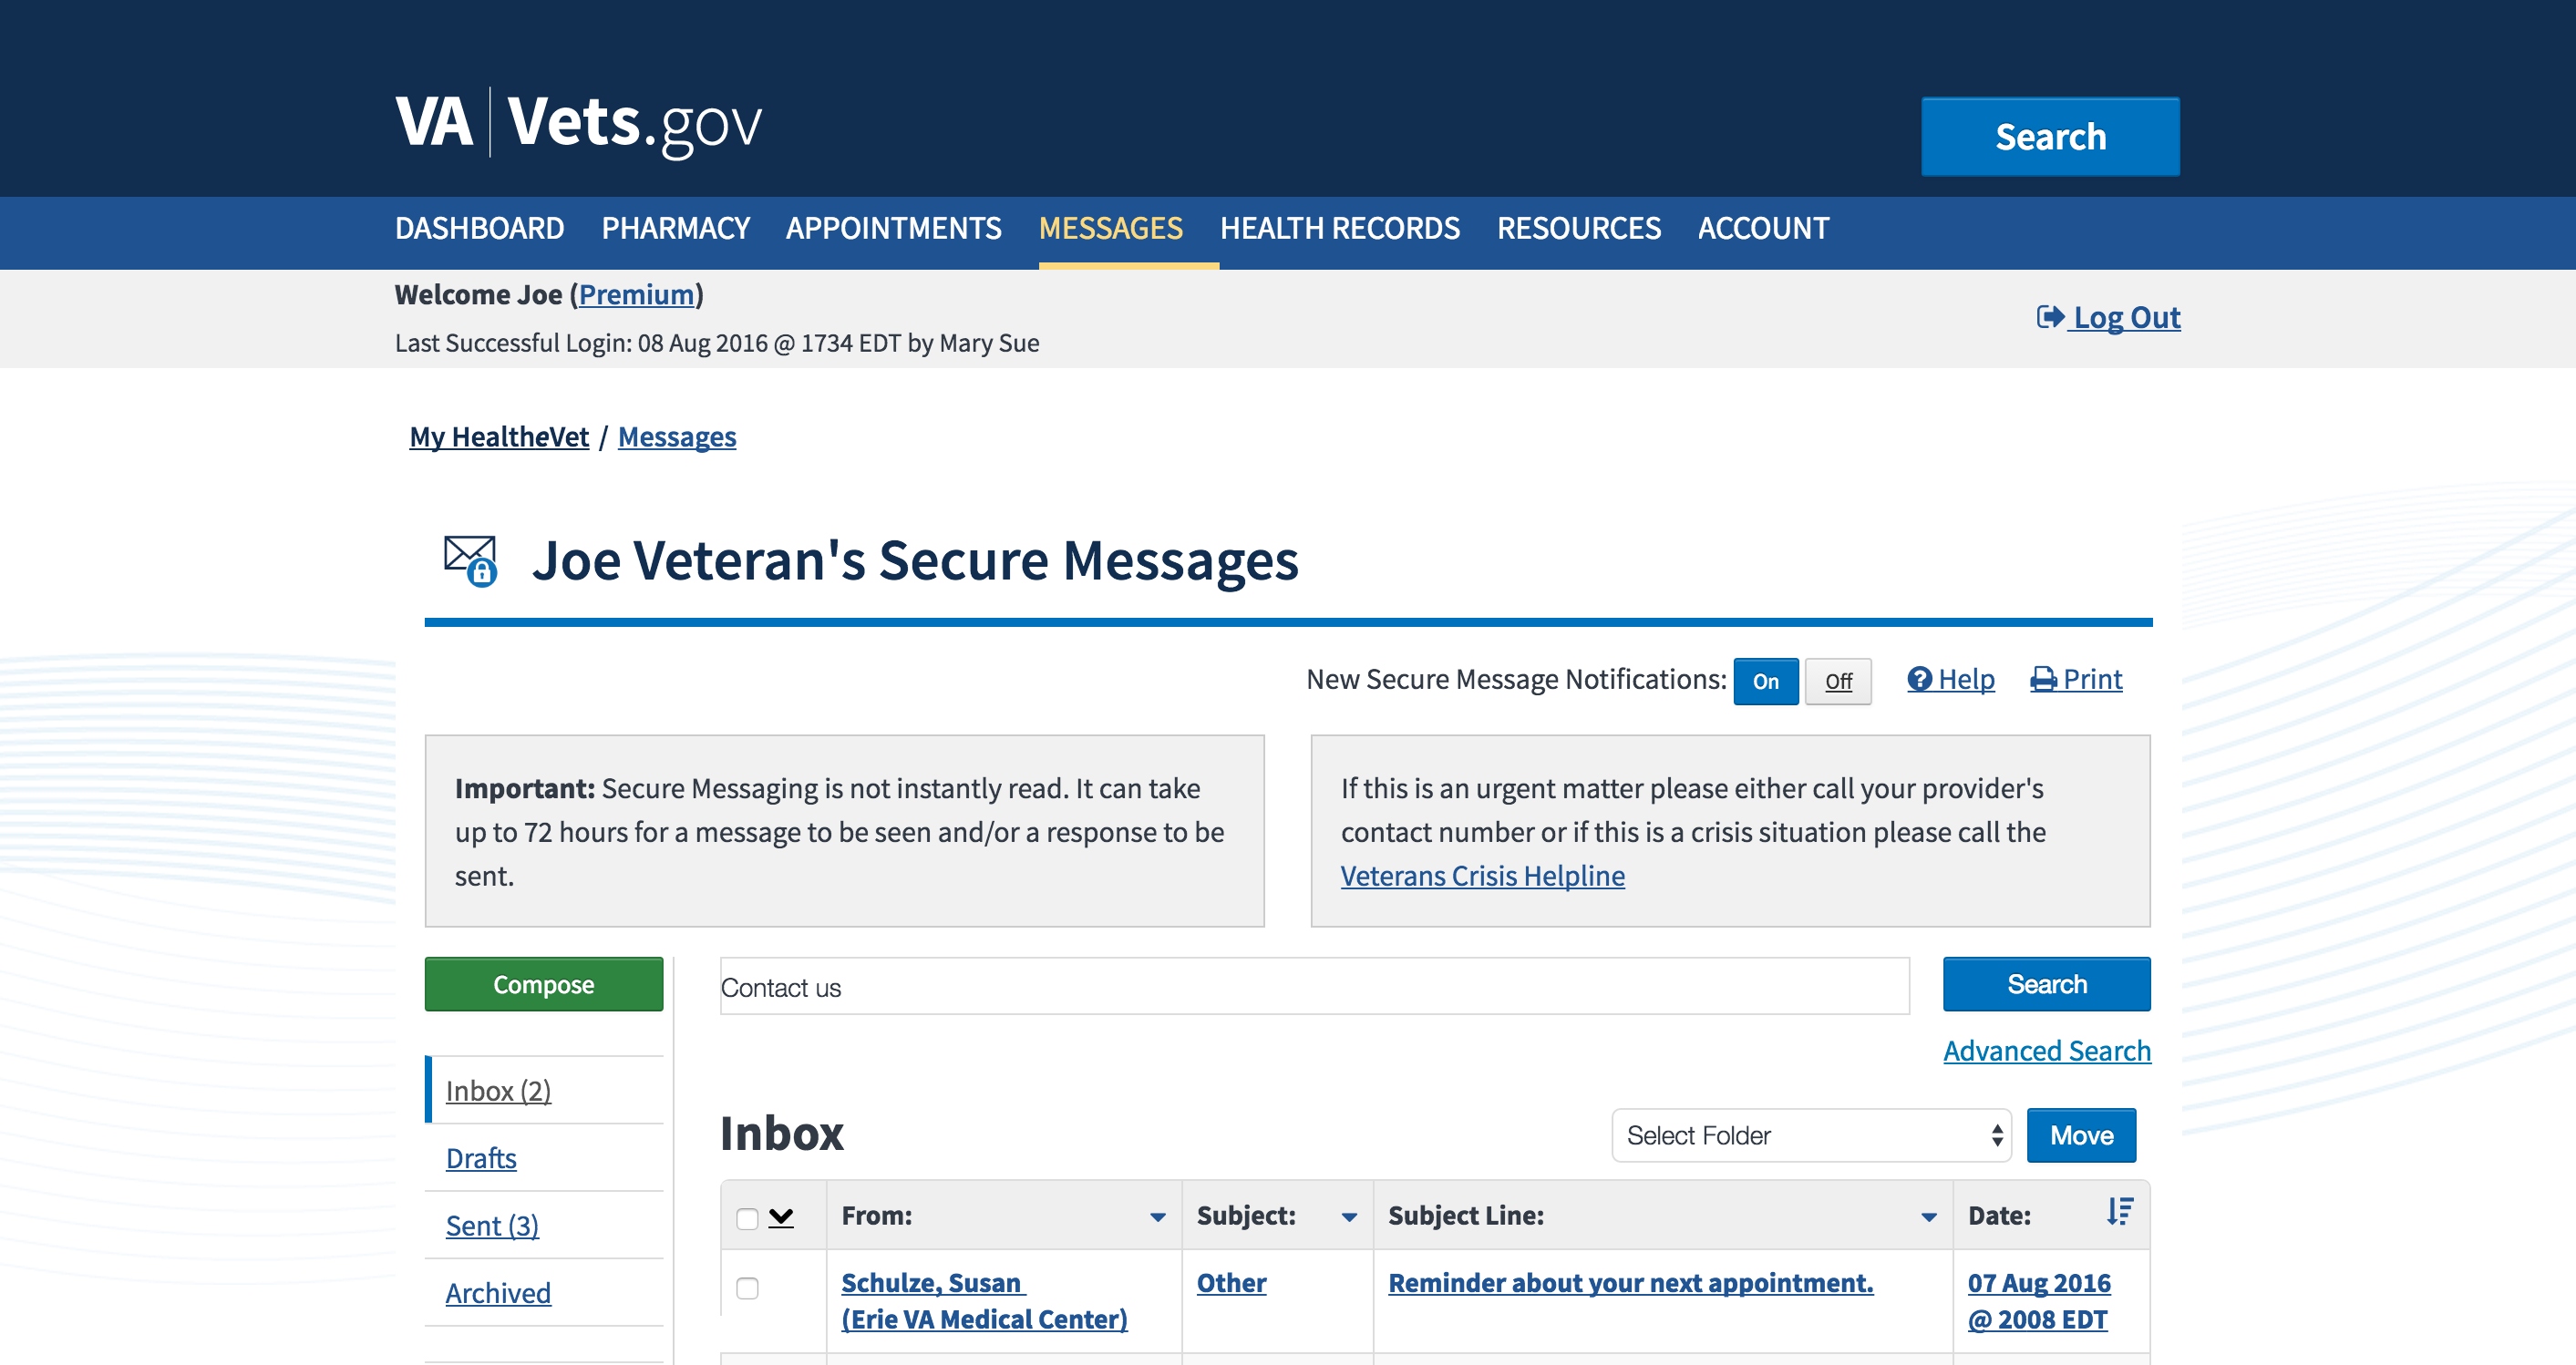 VA | Vets.gov
Search
DASHBOARD PHARMACY APPOINTMENTS MESSAGES HEALTH RECORDS RESOURCES ACCOUNT
Welcome Joe (Premium)
Last Successful Login: 08 Aug 2016 @ 1734 EDT by Mary Sue
Log Out
My HealtheVet / Messages
Joe Veteran's Secure Messages
New Secure Message Notifications: On Off Help Print
Important: Secure Messaging is not instantly read. It can take
up to 72 hours for a message to be seen and/or a response to be
sent.
If this is an urgent matter please either call your provider's
contact number or if this is a crisis situation please call the
Veterans Crisis Helpline
Compose
Inbox (2)
Drafts
Sent (3)
Archived
Contact us
Search
Advanced Search
Inbox
Select Folder
Move
From: Subject: Subject Line: Date:
Schulze, Susan
(Erie VA Medical Center)
Other
Reminder about your next appointment.
07 Aug 2016
@ 2008 EDT